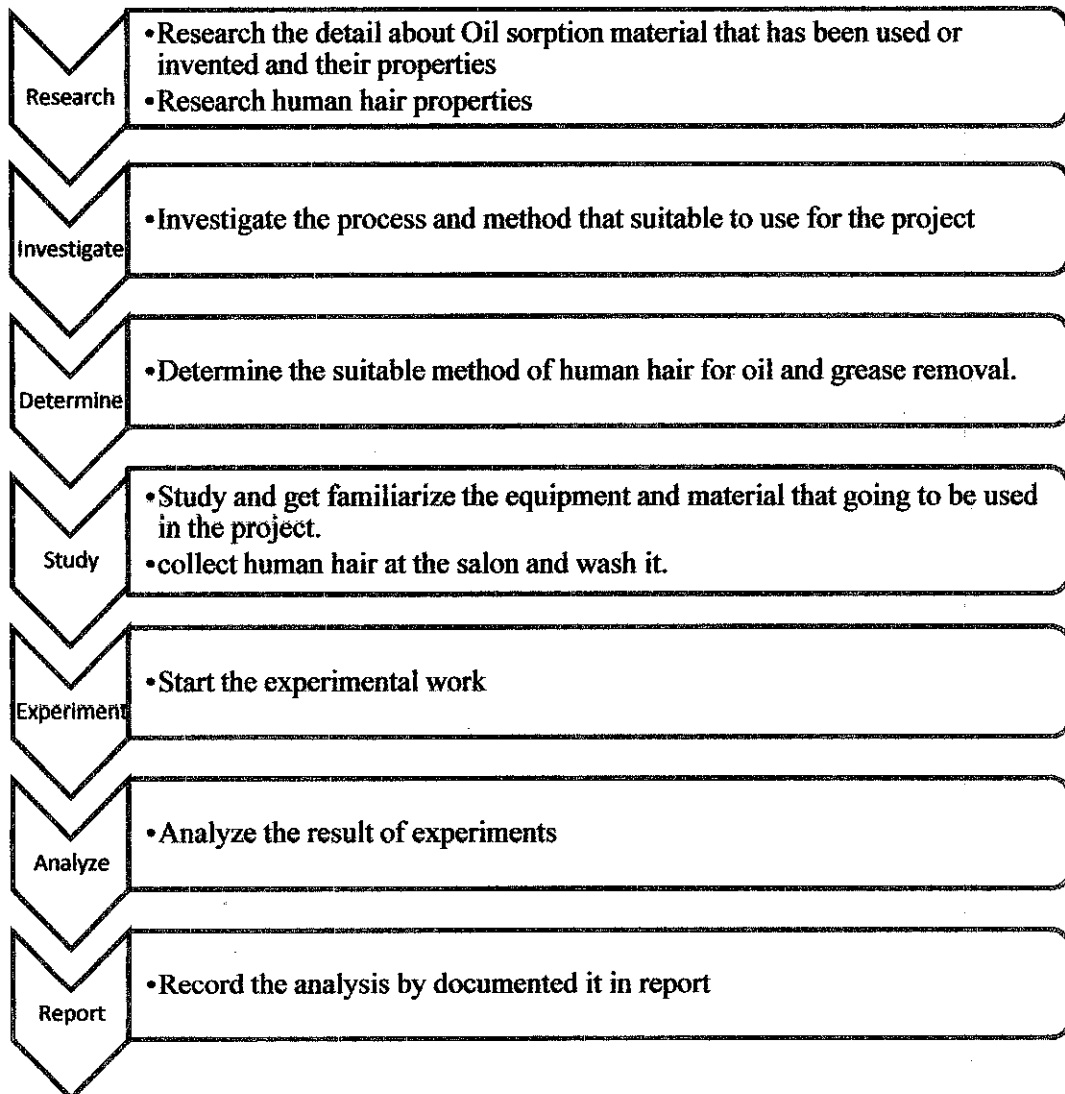 Research
•Research the detail about Oil sorption material that has been used or
invented and their properties
•Research human hair properties
Investigate
•Investigate the process and method that suitable to use for the project
Determine
•Determine the suitable method of human hair for oil and grease removal.
Study
•Study and get familiarize the equipment and material that going to be used
in the project.
•collect human hair at the salon and wash it.
Experiment
•Start the experimental work
Analyze
•Analyze the result of experiments
Report
•Record the analysis by documented it in report